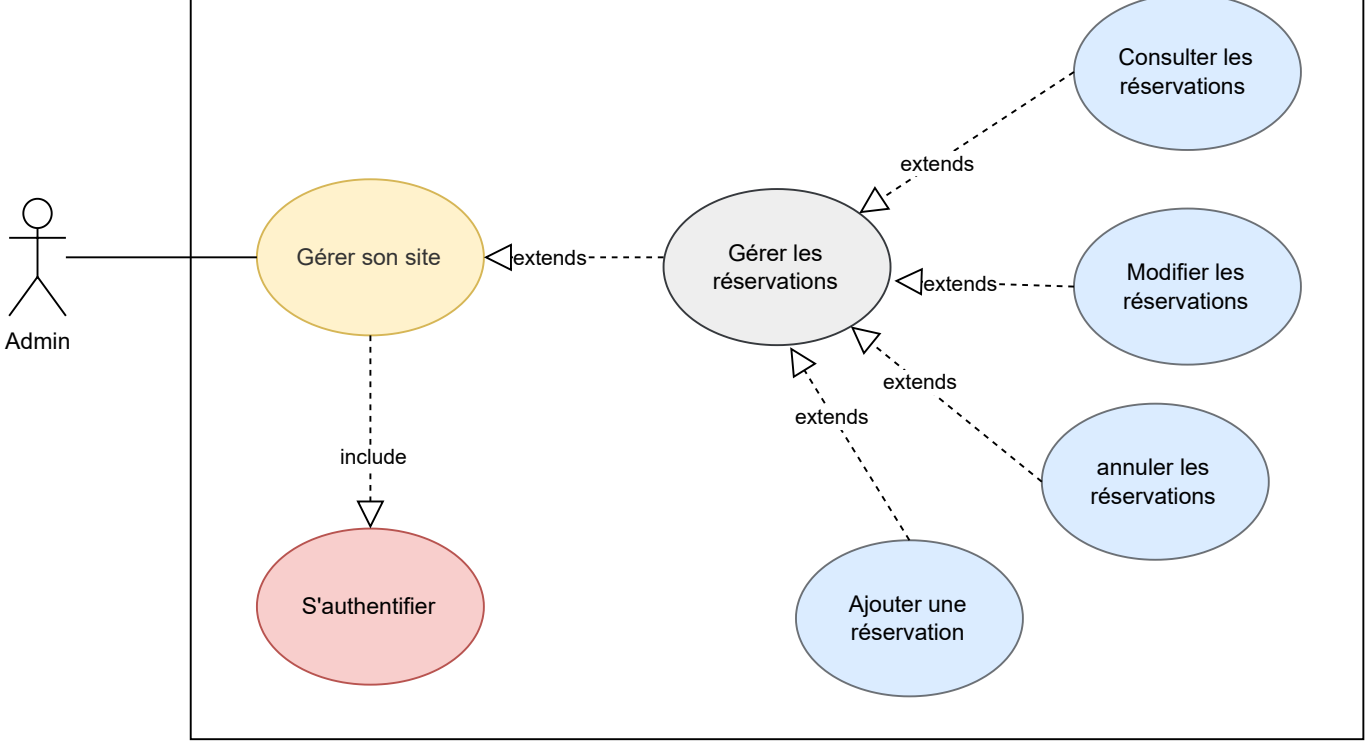 Consulter les
réservations
extends
Gérer son site
extends
Gérer les
réservations
extends
Modifier les
réservations
Admin
extends
extends
include
annuler les
réservations
S'authentifier
Ajouter une
réservation